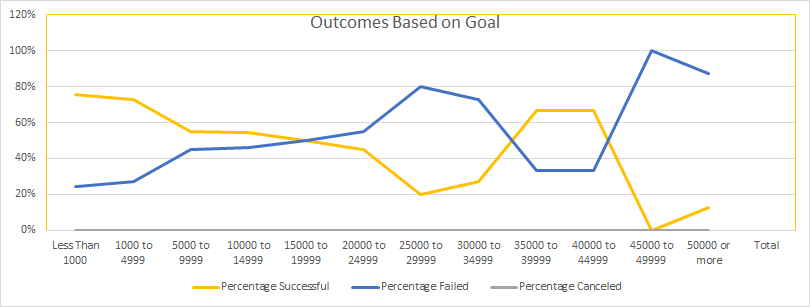 Outcomes Based on Goal
120%
100%
80%
60%
40%
20%
0%
Less Than
1000
1000 to
4999
5000 to
9999
10000 to
14999
15000 to
19999
20000 to
24999
25000 to
29999
30000 to
34999
35000 to
39999
40000 to
44999
45000 to
49999
50000 or
more
Total
Percentage Successful
Percentage Failed
Percentage Canceled